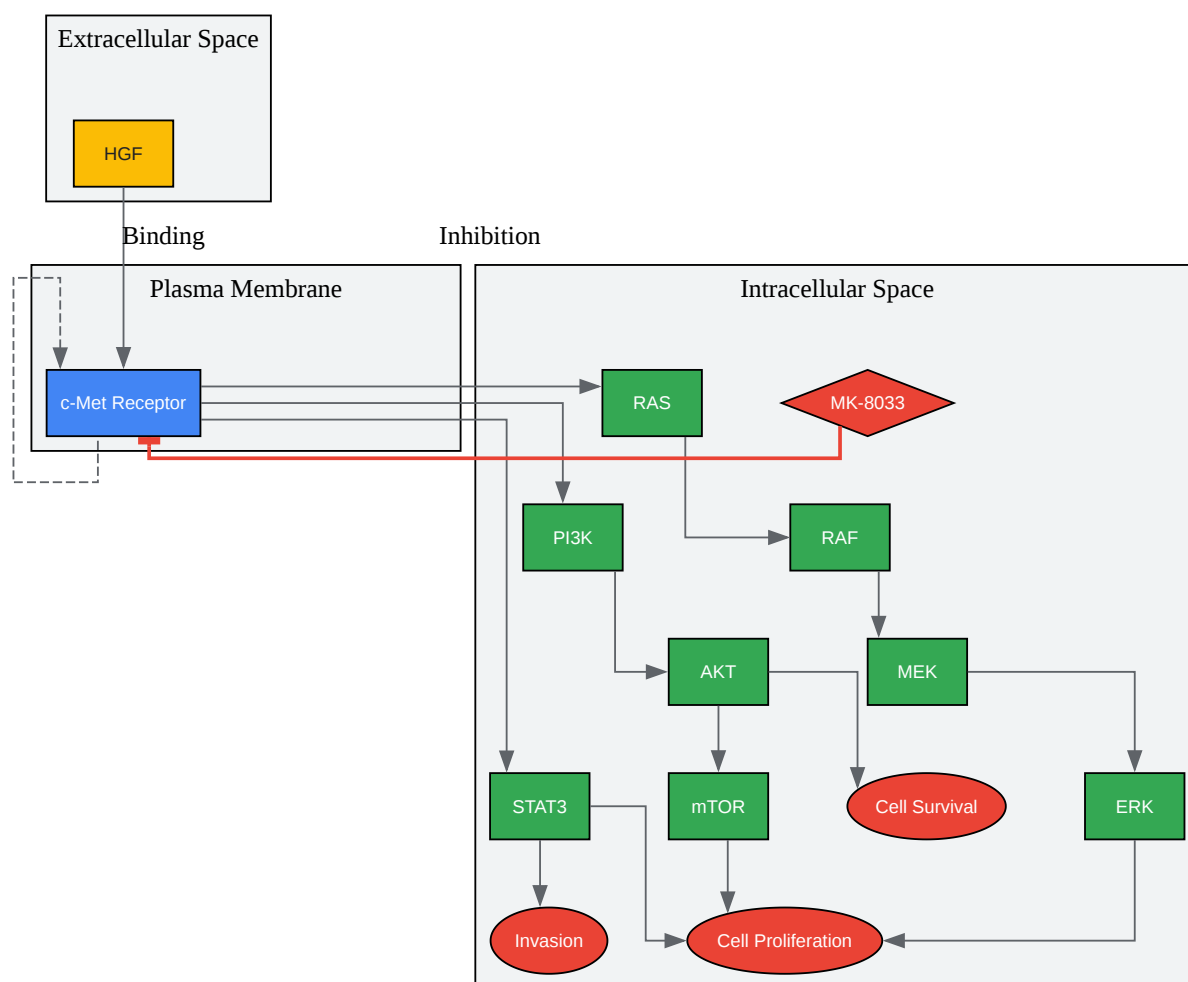 Extracellular Space
HGF
Binding
Inhibition
Plasma Membrane
Intracellular Space
c-Met Receptor
RAS
MK-8033
PI3K
RAF
AKT
MEK
STAT3
mTOR
Cell Survival
ERK
Invasion
Cell Proliferation